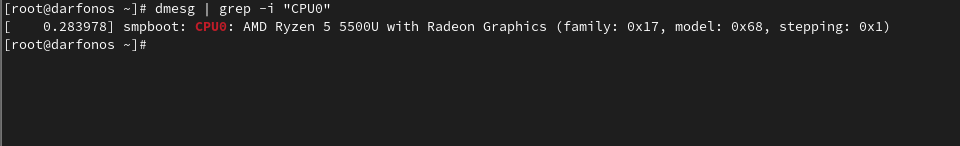 [root@darfonos ~]# dmesg | grep -i "CPU0"
[    0.283978] smpboot: CPU0: AMD Ryzen 5 5500U with Radeon Graphics (family: 0x17, model: 0x68, stepping: 0x1)
[root@darfonos ~]#